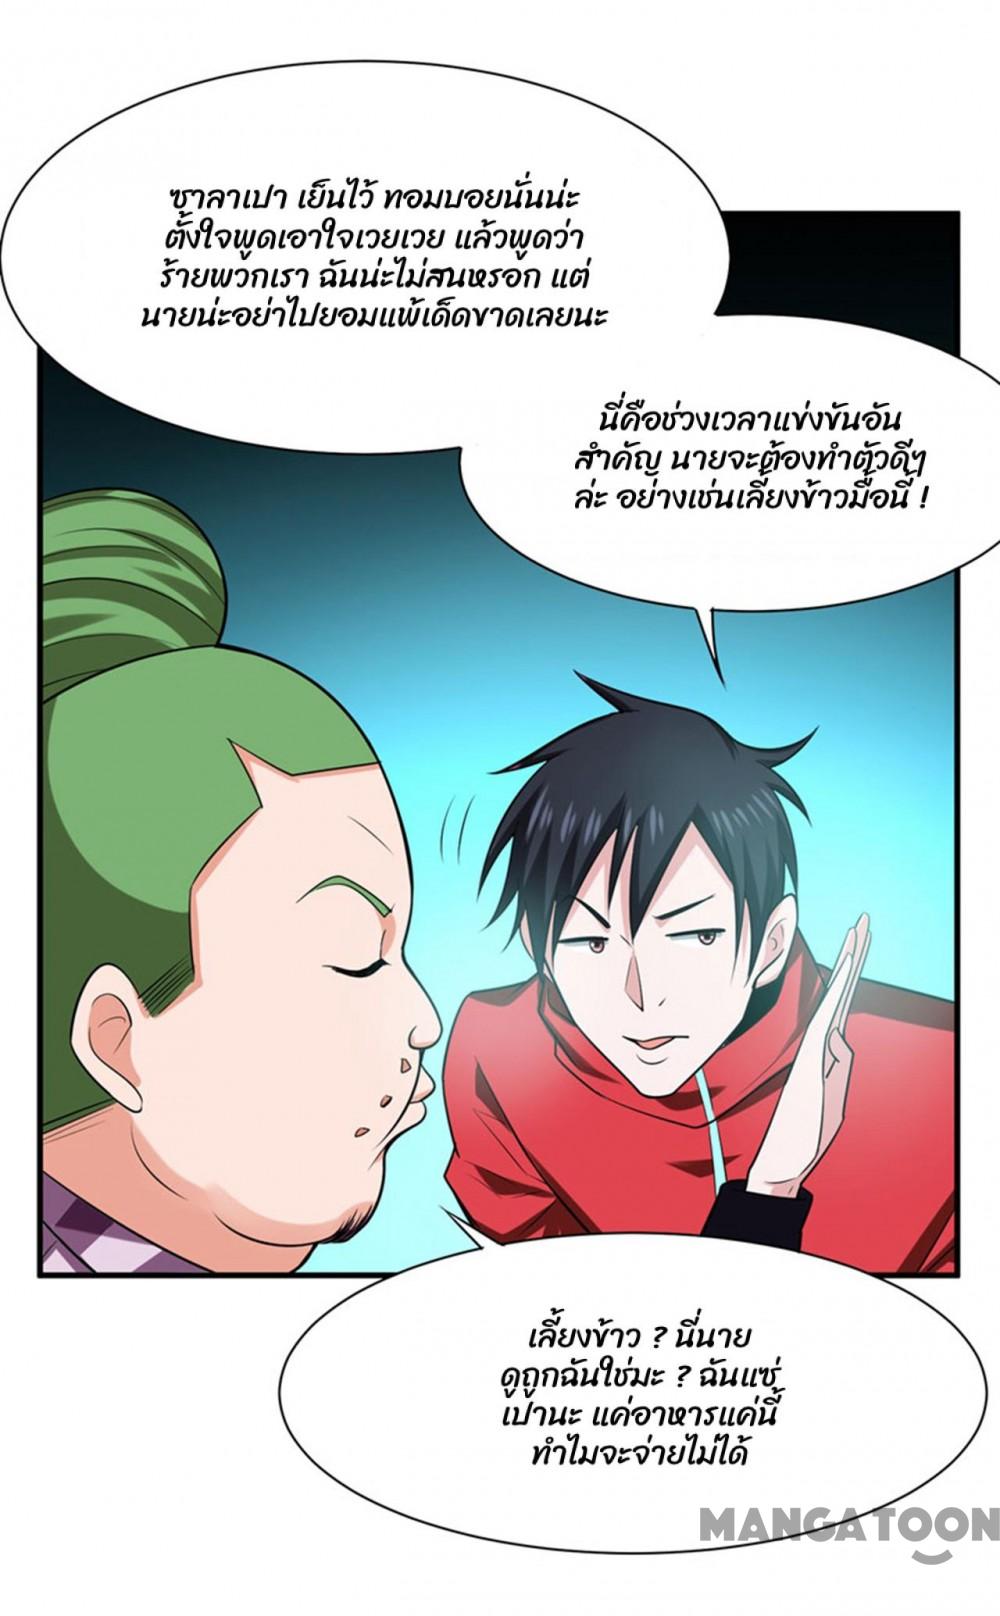 ซาลาเปา เย็นไว้ ทอมบอยนั่นน่ะ
ตั้งใจพูดเอาใจเวยเวย แล้วพูดว่า
ร้ายพวกเรา ฉันน่ะไม่สนหรอก แต่
นายน่ะอย่าไปยอมแพ้เด็ดขาดเลยนะ
นี่คือช่วงเวลาแข่งขันอัน
สำคัญ นายจะต้องทำตัวดีๆ
ล่ะ อย่างเช่นเลี้ยงข้าวมื้อนี้ !
เลี้ยงข้าว ? นี่นาย
ดูถูกฉันใช่มะ ? ฉันแซ่
เปานะ แค่อาหารแค่นี้
ทำไมจะจ่ายไม่ได้
MANGATOON